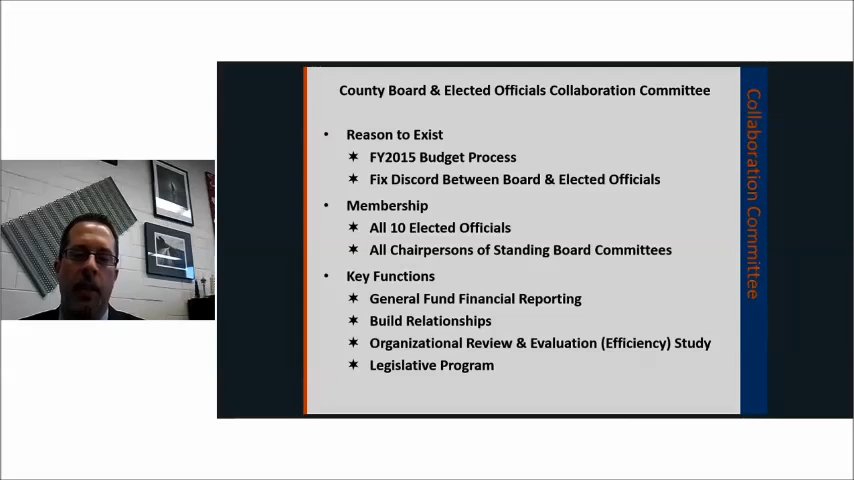 County Board & Elected Officials Collaboration Committee
• Reason to Exist
✶ FY2015 Budget Process
✶ Fix Discord Between Board & Elected Officials
• Membership
✶ All 10 Elected Officials
✶ All Chairpersons of Standing Board Committees
• Key Functions
✶ General Fund Financial Reporting
✶ Build Relationships
✶ Organizational Review & Evaluation (Efficiency) Study
✶ Legislative Program
Collaboration Committee